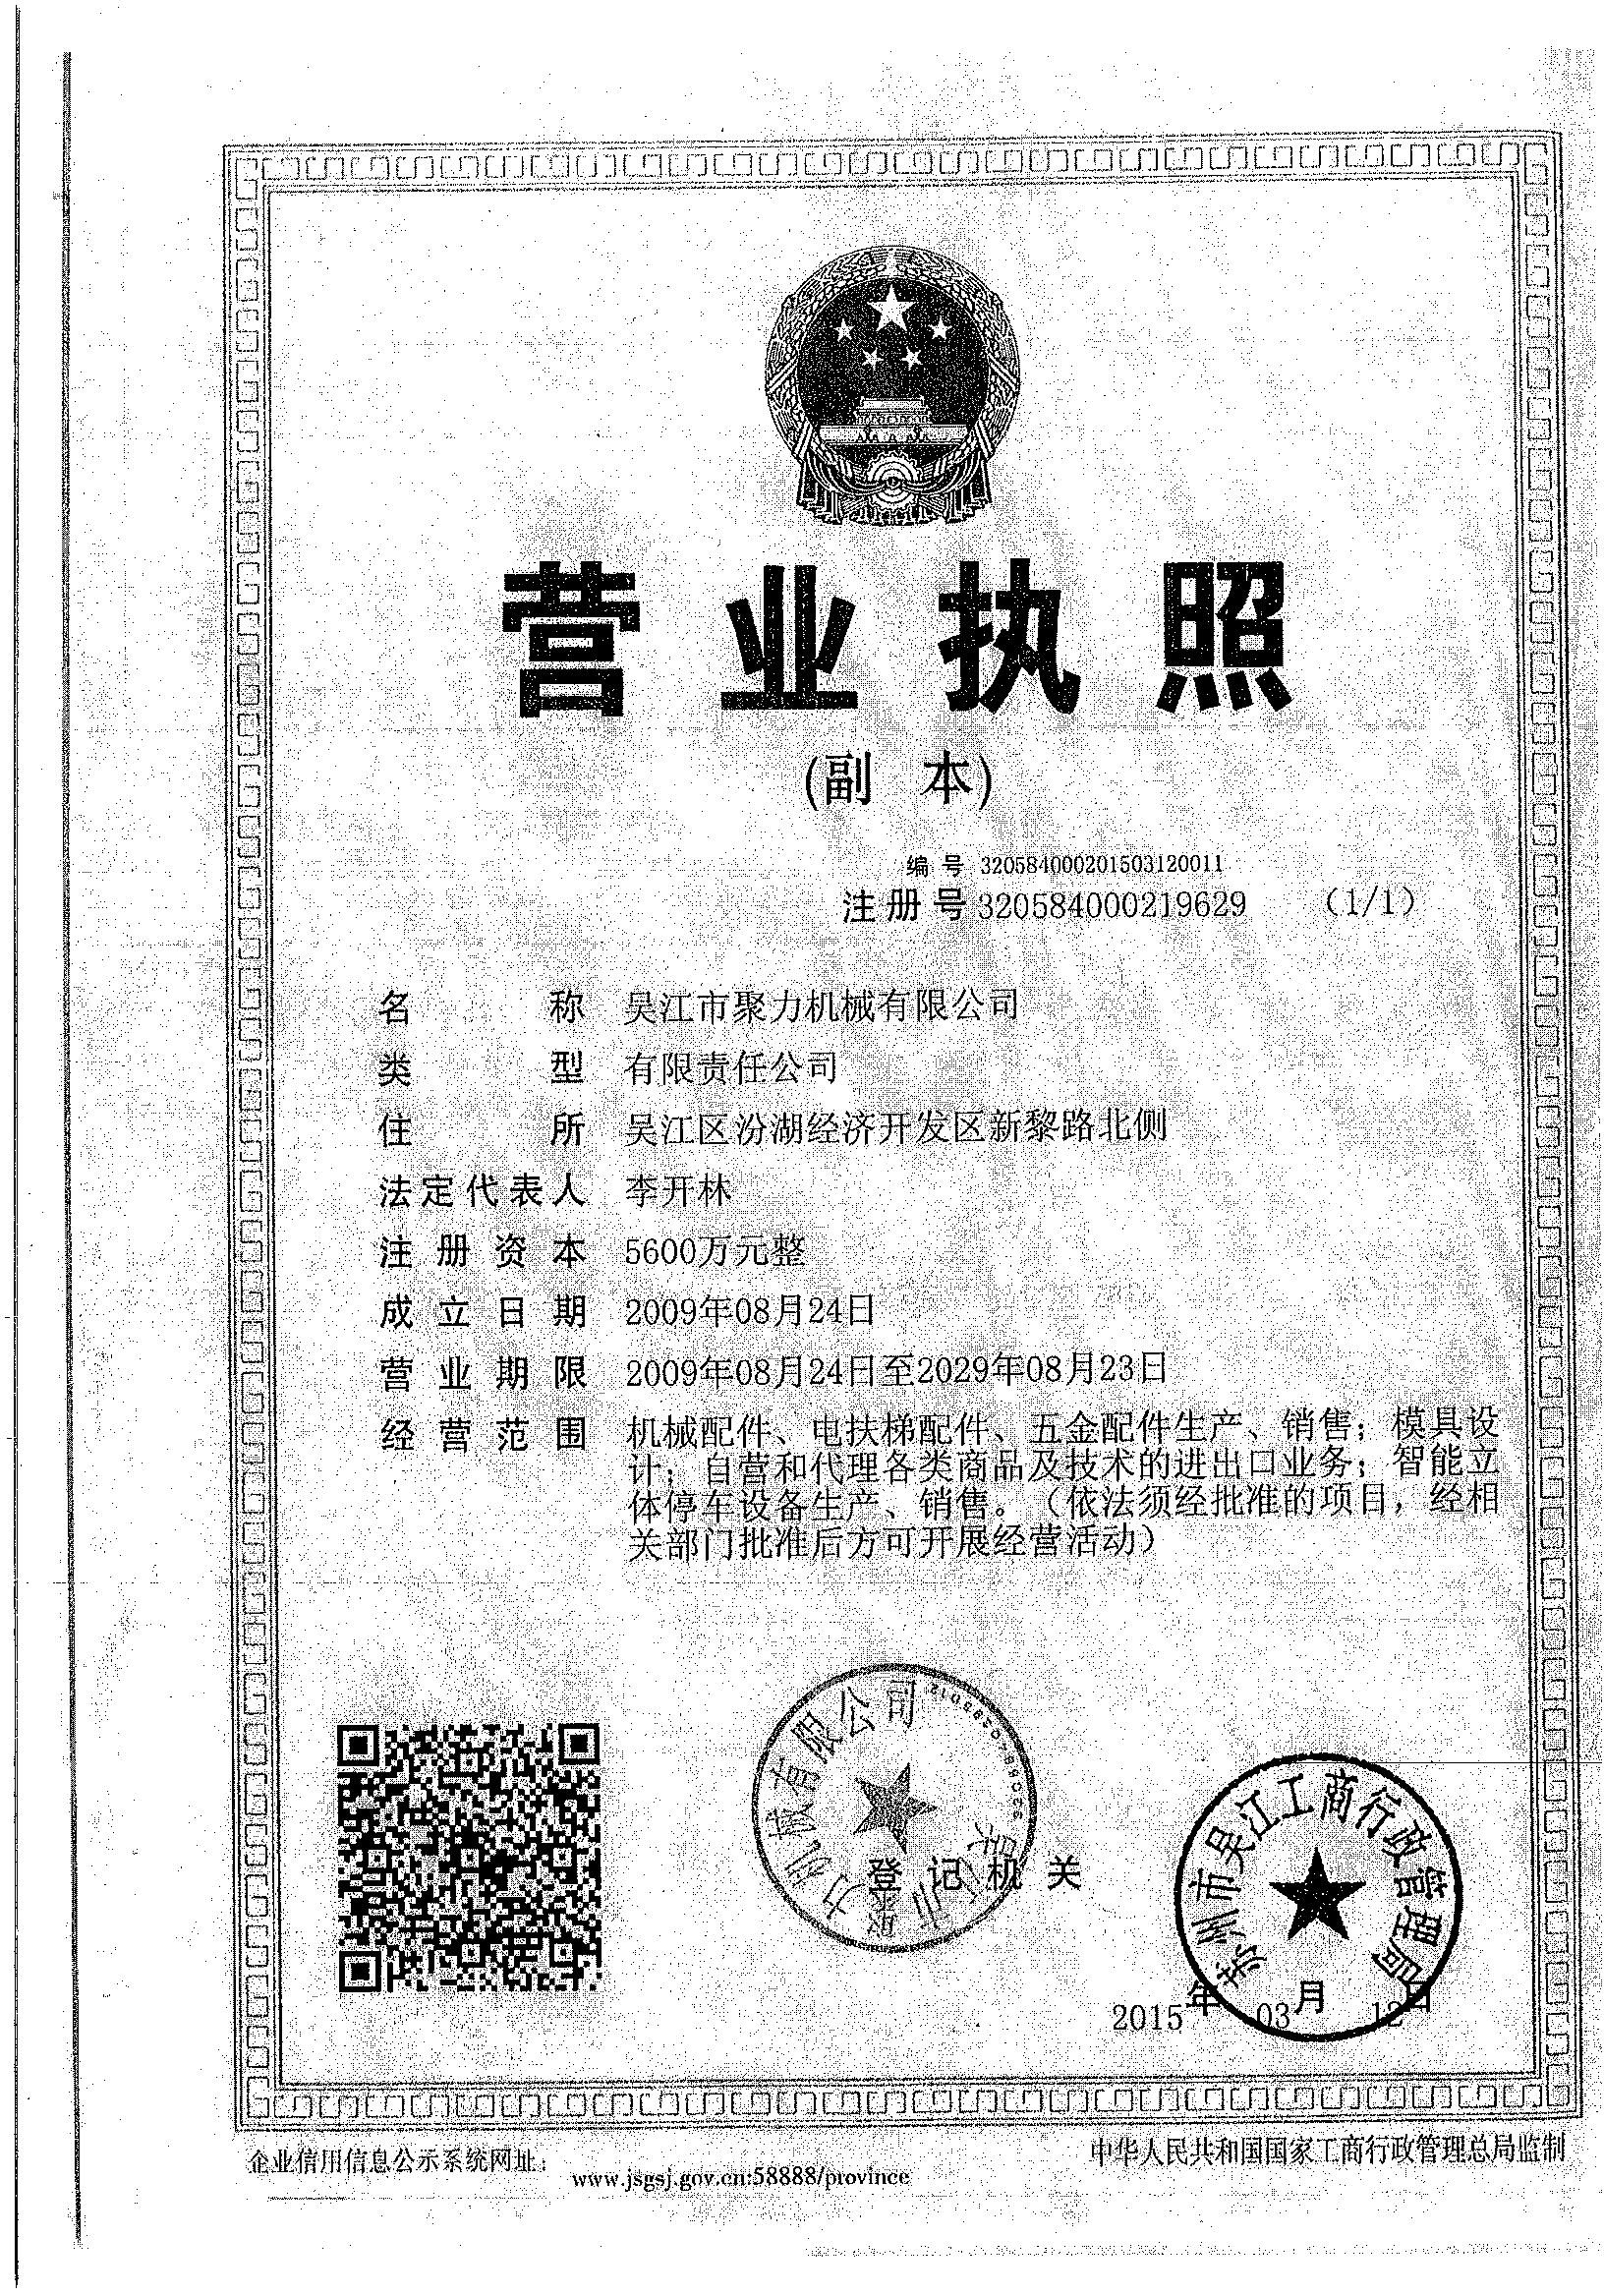 营业执照
(副 本)
编 号 320584000201503120011
注 册 号 320584000219629 (1/1)
名 称 吴江市聚力机械有限公司
类 型 有限责任公司
住 所 吴江区汾湖经济开发区新黎路北侧
法定代表人 李开林
注 册 资 本 5600万元整
成 立 日 期 2009年08月24日
营 业 期 限 2009年08月24日至2029年08月23日
经 营 范 围 机械配件、电扶梯配件、五金配件生产、销售；模具设
计；自营和代理各类商品及技术的进出口业务；智能立
体停车设备生产、销售。（依法须经批准的项目，经相
关部门批准后方可开展经营活动）
吴江市聚力机械有限公司
登 记 机 关
苏州市吴江工商行政管理局
2015 年 03 月 12 日
企业信用信息公示系统网址：
www.jsgsj.gov.cn:58888/province
中华人民共和国国家工商行政管理总局监制